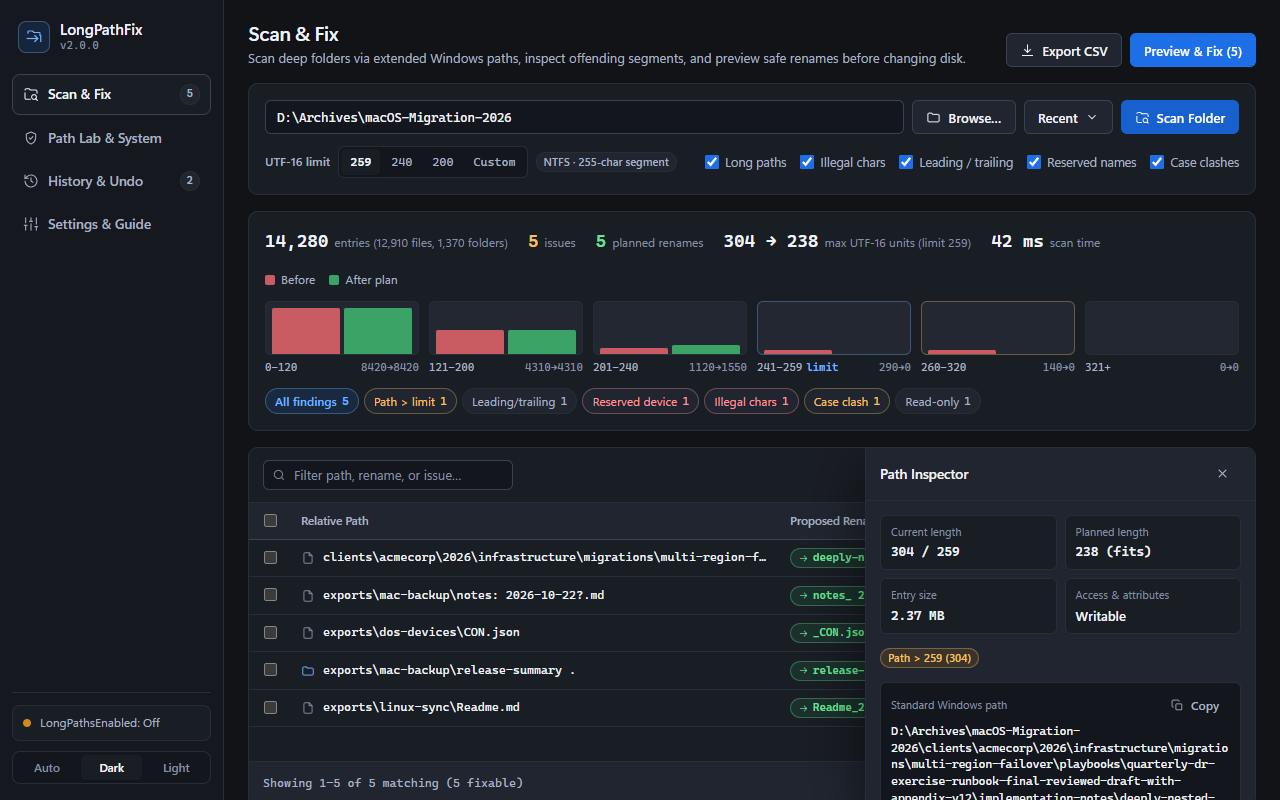 LongPathFix
v2.0.0
Scan & Fix 5
Path Lab & System
History & Undo 2
Settings & Guide
LongPathsEnabled: Off
Auto Dark Light
Scan & Fix
Scan deep folders via extended Windows paths, inspect offending segments, and preview safe renames before changing disk.
Export CSV Preview & Fix (5)
D:\Archives\macOS-Migration-2026 Browse... Recent Scan Folder
UTF-16 limit 259 240 200 Custom NTFS · 255-char segment Long paths Illegal chars Leading / trailing Reserved names Case clashes
14,280 entries (12,910 files, 1,370 folders) 5 issues 5 planned renames 304 → 238 max UTF-16 units (limit 259) 42 ms scan time
Before After plan
0–120 8420→8420 121–200 4310→4310 201–240 1120→1550 241–259 limit 290→0 260–320 140→0 321+ 0→0
All findings 5 Path > limit 1 Leading/trailing 1 Reserved device 1 Illegal chars 1 Case clash 1 Read-only 1
Filter path, rename, or issue...
Relative Path Proposed Rena
clients\acmecorp\2026\infrastructure\migrations\multi-region-f… → deeply-n
exports\mac-backup\notes: 2026-10-22?.md → notes_ 2
exports\dos-devices\CON.json → _CON.jso
exports\mac-backup\release-summary . → release-
exports\linux-sync\Readme.md → Readme_2
Showing 1–5 of 5 matching (5 fixable)
Path Inspector
Current length
304 / 259
Planned length
238 (fits)
Entry size
2.37 MB
Access & attributes
Writable
Path > 259 (304)
Standard Windows path Copy
D:\Archives\macOS-Migration-
2026\clients\acmecorp\2026\infrastructure\migratio
ns\multi-region-failover\playbooks\quarterly-dr-
exercise-runbook-final-reviewed-draft-with-
appendix-v12\implementation-notes\deeply-nested-